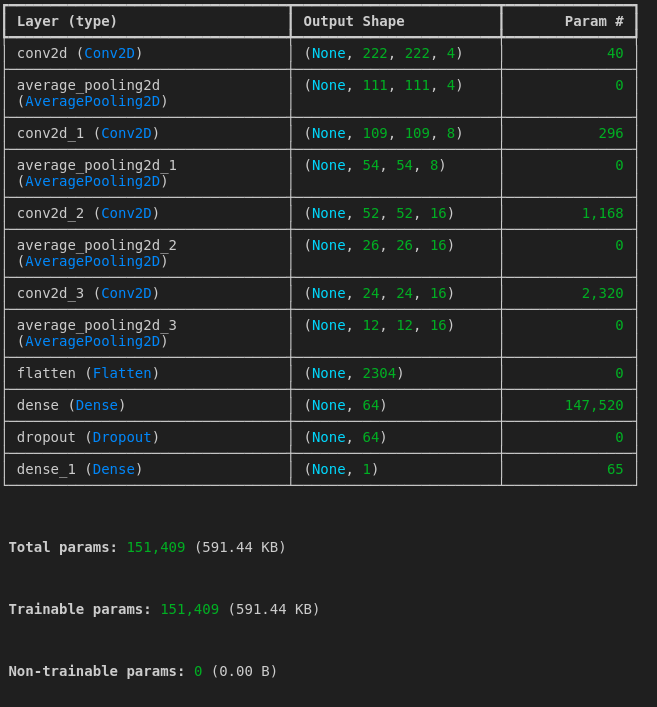 Layer (type) Output Shape Param #
conv2d (Conv2D) (None, 222, 222, 4) 40
average_pooling2d (None, 111, 111, 4) 0
(AveragePooling2D)
conv2d_1 (Conv2D) (None, 109, 109, 8) 296
average_pooling2d_1 (None, 54, 54, 8) 0
(AveragePooling2D)
conv2d_2 (Conv2D) (None, 52, 52, 16) 1,168
average_pooling2d_2 (None, 26, 26, 16) 0
(AveragePooling2D)
conv2d_3 (Conv2D) (None, 24, 24, 16) 2,320
average_pooling2d_3 (None, 12, 12, 16) 0
(AveragePooling2D)
flatten (Flatten) (None, 2304) 0
dense (Dense) (None, 64) 147,520
dropout (Dropout) (None, 64) 0
dense_1 (Dense) (None, 1) 65
Total params: 151,409 (591.44 KB)
Trainable params: 151,409 (591.44 KB)
Non-trainable params: 0 (0.00 B)